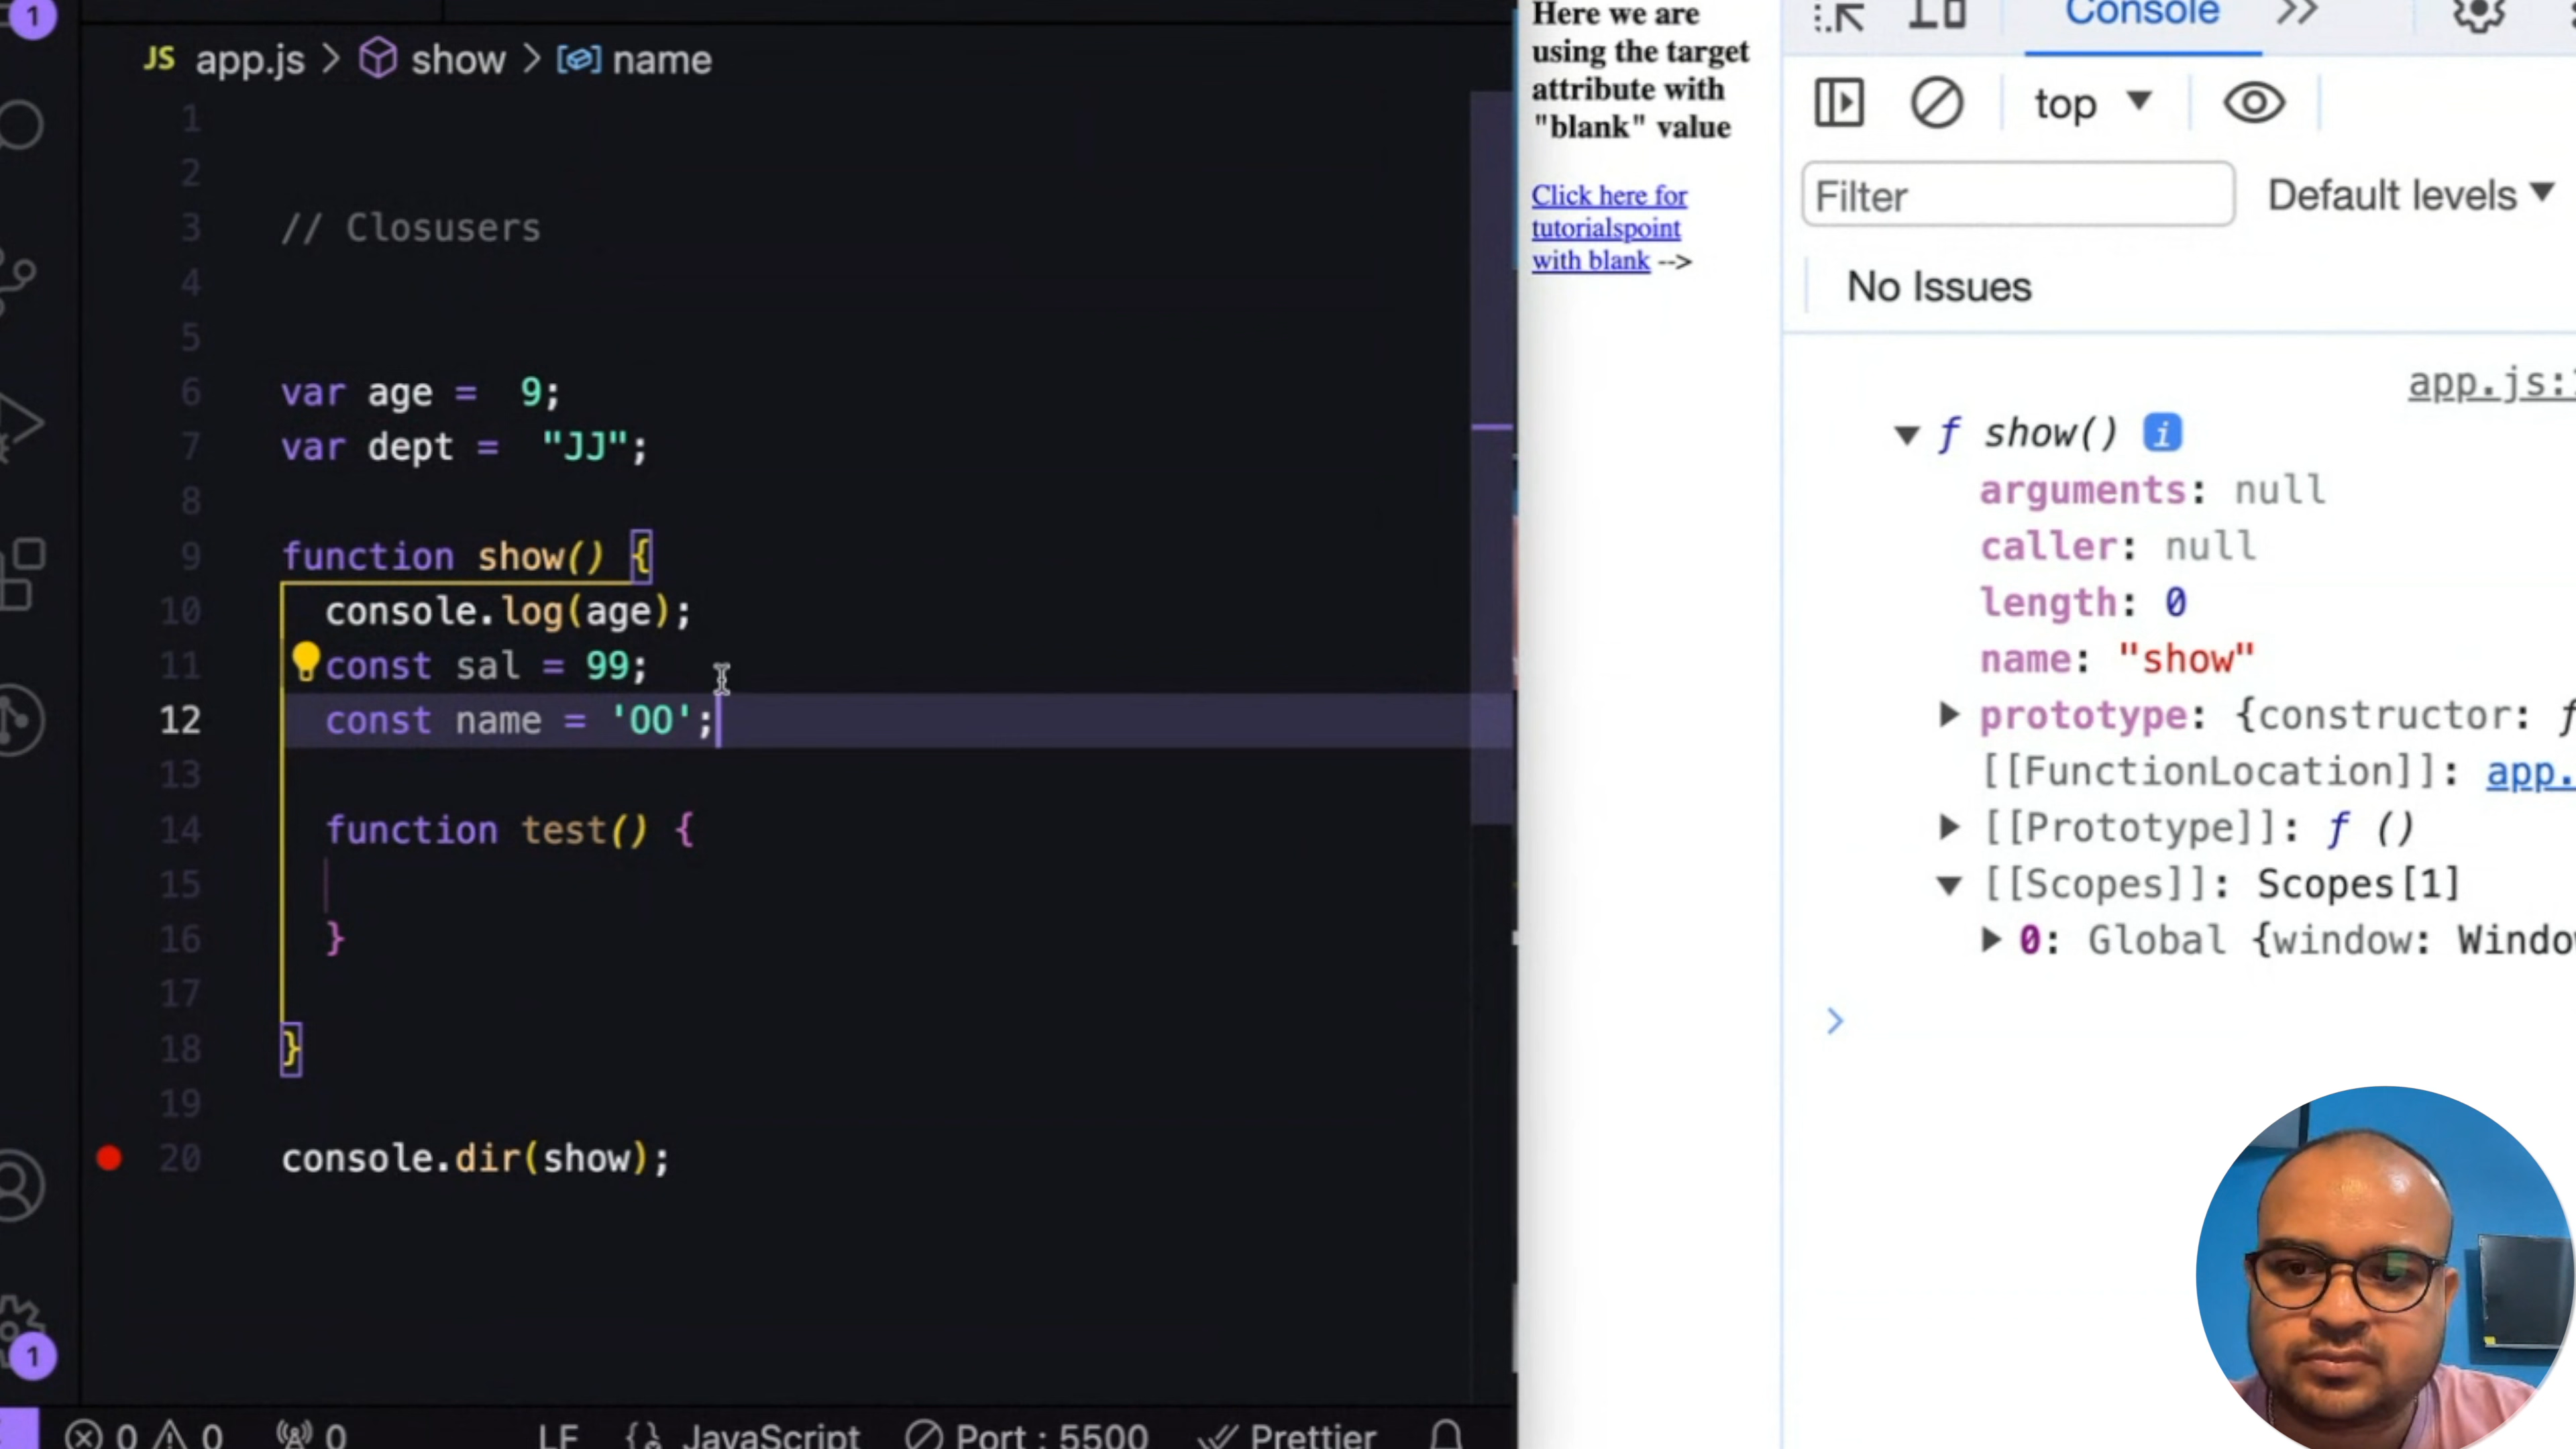 1
JS app.js > show > name
1
2
3 // Closusers
4
5
6 var age = 9;
7 var dept = "JJ";
8
9 function show() {
10 console.log(age);
11 const sal = 99;
12 const name = 'OO';
13
14 function test() {
15
16 }
17
18 }
19
20 console.dir(show);
1
0 0 0 LF {} JavaScript Port : 5500 Prettier
Here we are
using the target
attribute with
"blank" value
Click here for
tutorialspoint
with blank -->
Console >>
top
Filter Default levels
No Issues
app.js:
f show() i
arguments: null
caller: null
length: 0
name: "show"
prototype: {constructor: f
[[FunctionLocation]]: app.
[[Prototype]]: f ()
[[Scopes]]: Scopes[1]
0: Global {window:
>